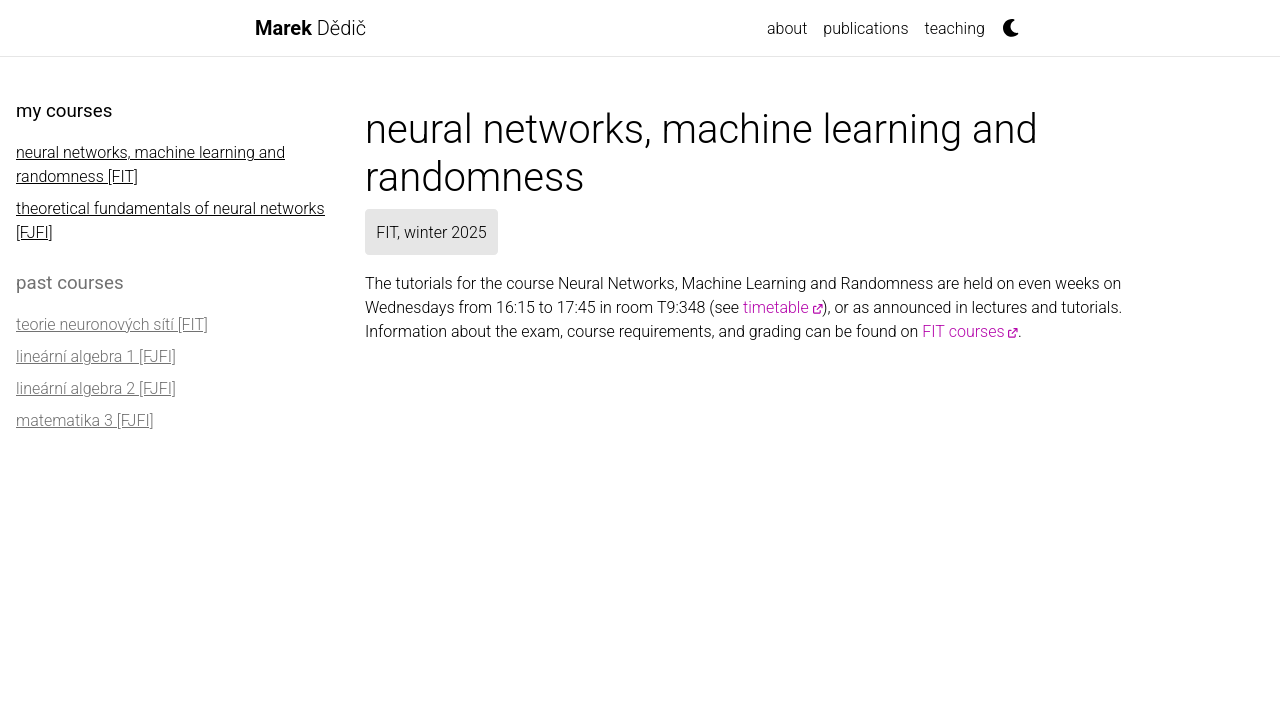 Marek Dědič
about publications teaching
my courses
neural networks, machine learning and
randomness [FIT]
theoretical fundamentals of neural networks
[FJFI]
past courses
teorie neuronových sítí [FIT]
lineární algebra 1 [FJFI]
lineární algebra 2 [FJFI]
matematika 3 [FJFI]
neural networks, machine learning and
randomness
FIT, winter 2025
The tutorials for the course Neural Networks, Machine Learning and Randomness are held on even weeks on
Wednesdays from 16:15 to 17:45 in room T9:348 (see timetable), or as announced in lectures and tutorials.
Information about the exam, course requirements, and grading can be found on FIT courses.